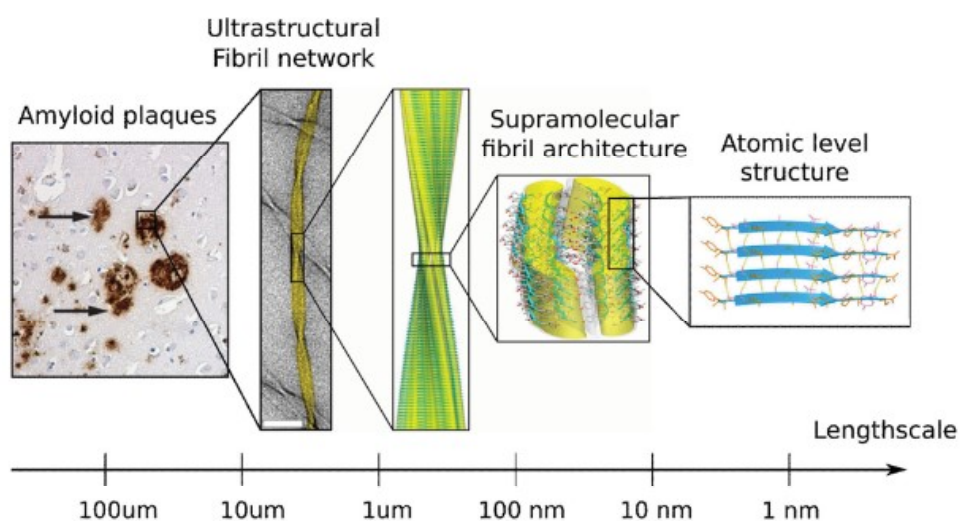 Ultrastructural
Fibril network
Amyloid plaques
Supramolecular
fibril architecture
Atomic level
structure
Lengthscale
100um
10um
1um
100 nm
10 nm
1 nm